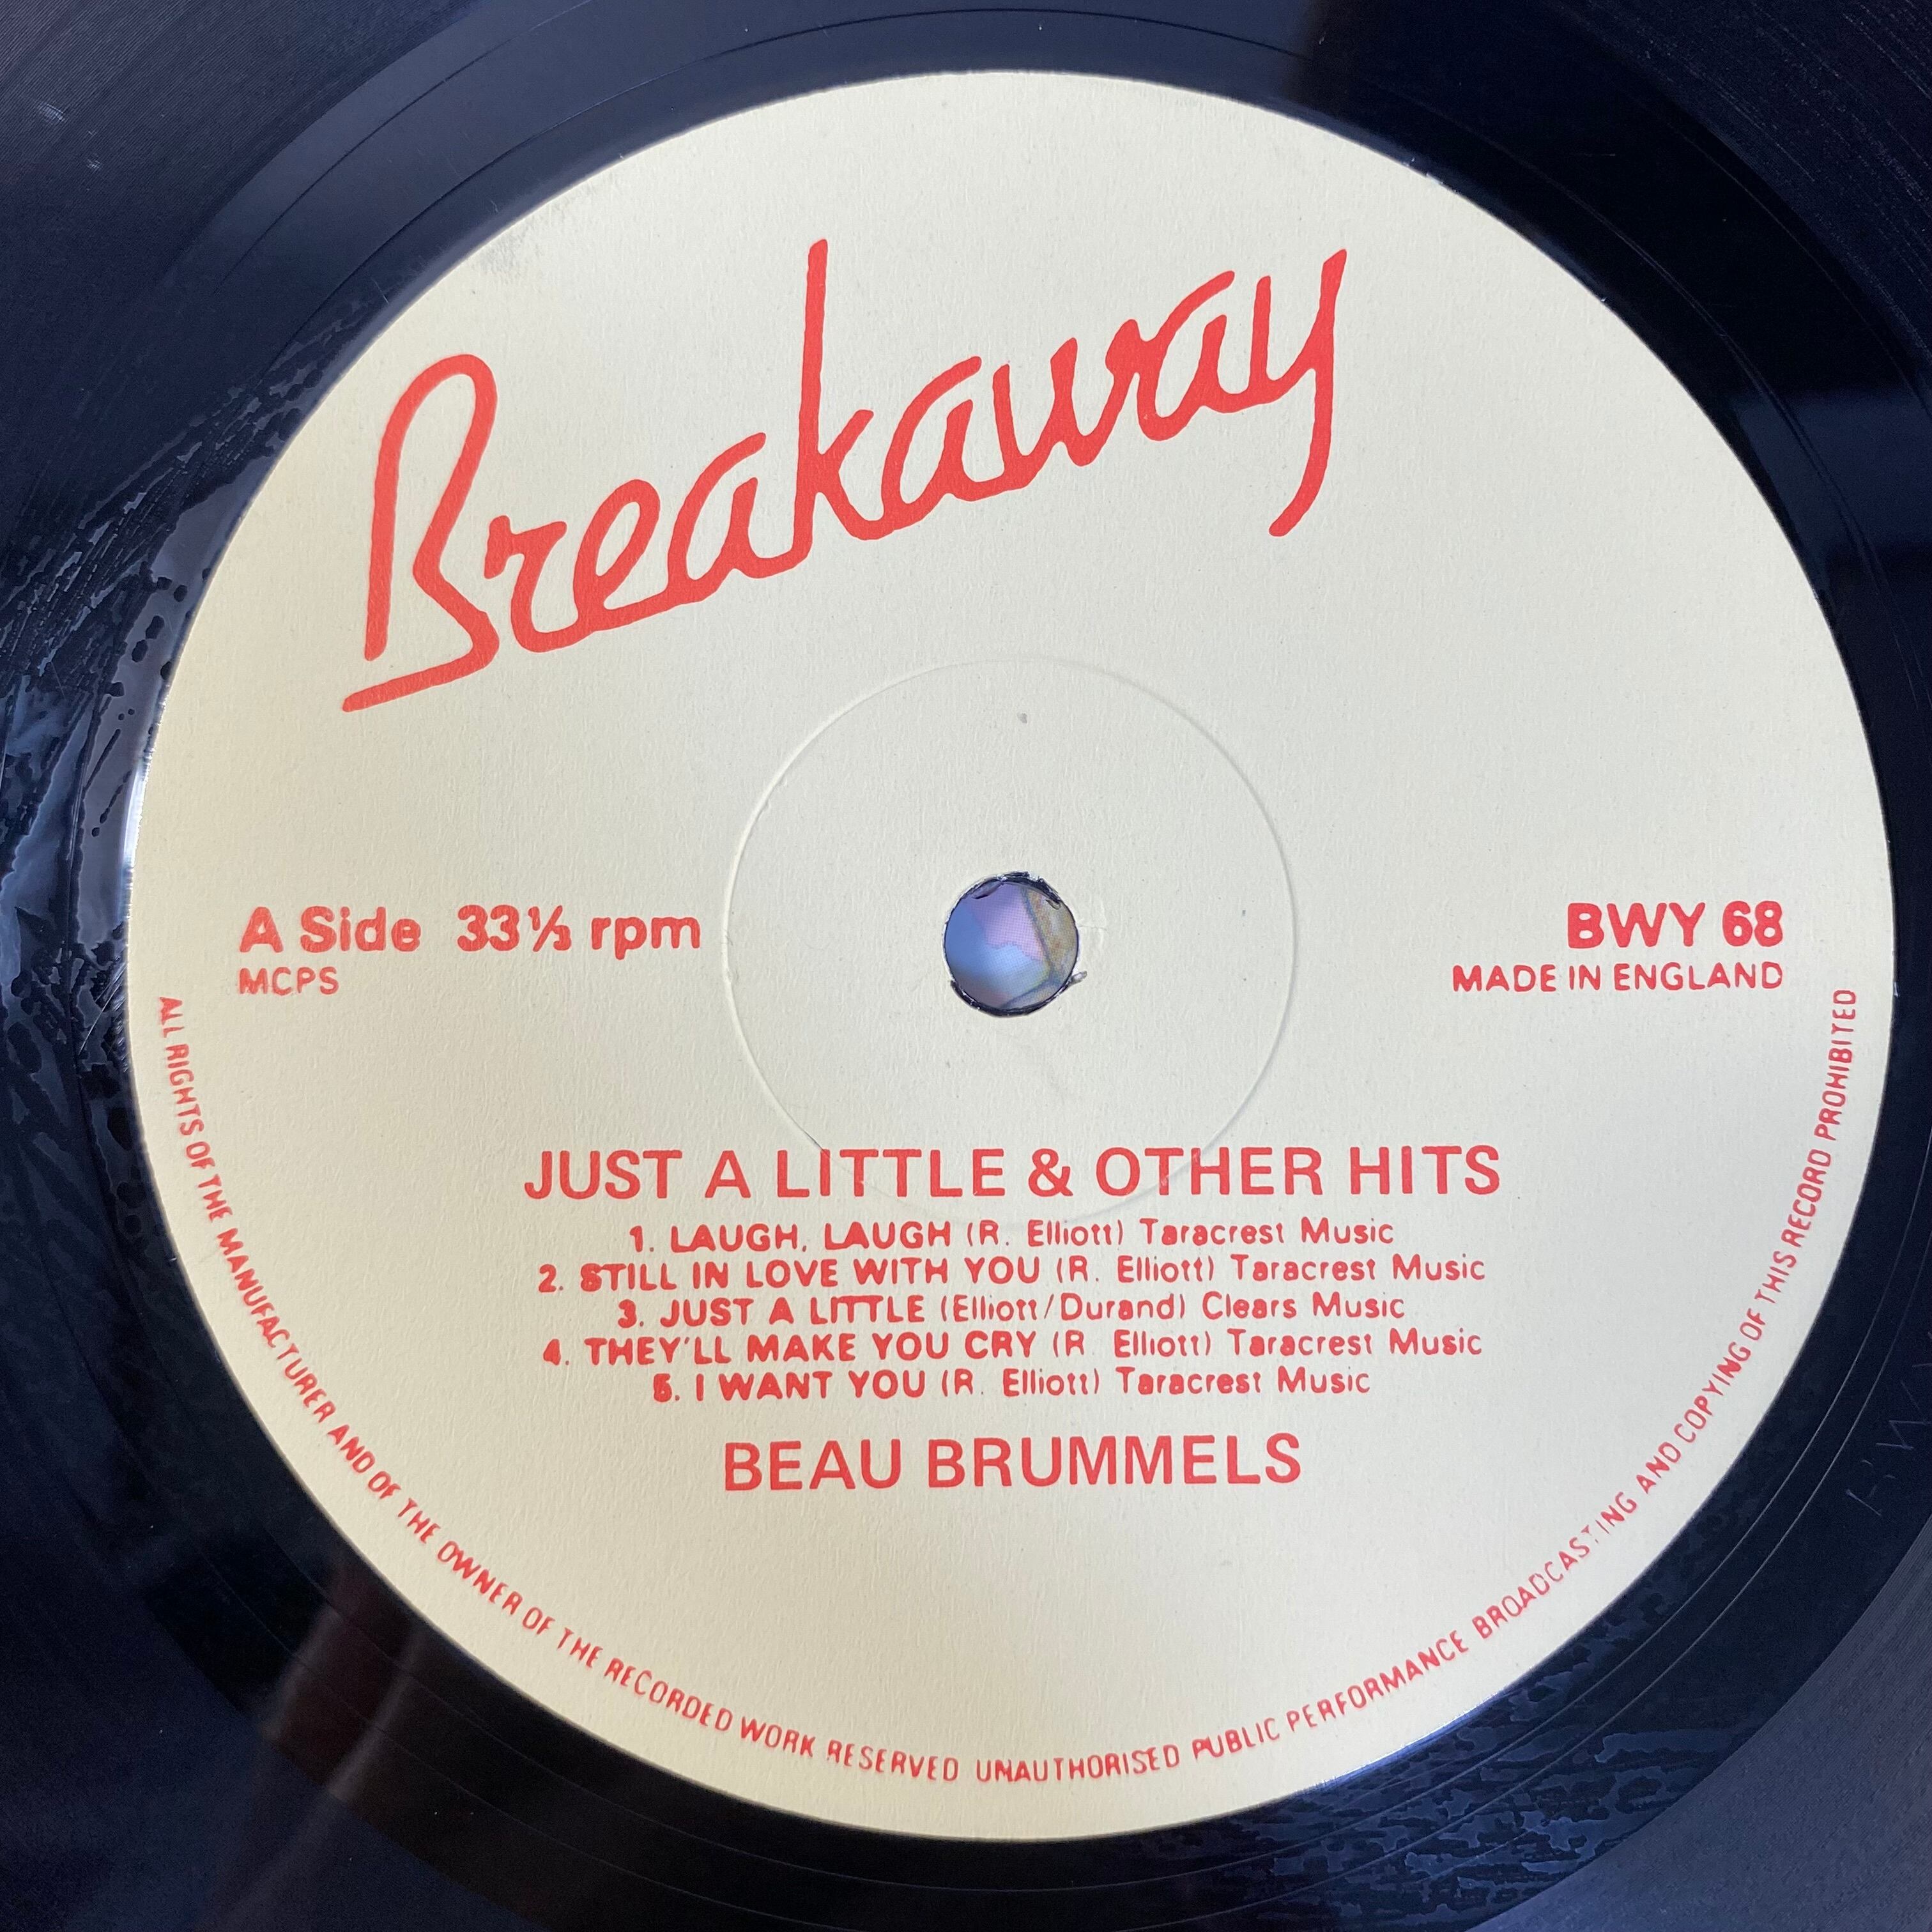 Breakaway
A Side 33⅓ rpm
MCPS
BWY 68
MADE IN ENGLAND
JUST A LITTLE & OTHER HITS
1. LAUGH, LAUGH (R. Elliott) Taracrest Music
2. STILL IN LOVE WITH YOU (R. Elliott) Taracrest Music
3. JUST A LITTLE (Elliott/Durand) Clears Music
4. THEY'LL MAKE YOU CRY (R. Elliott) Taracrest Music
5. I WANT YOU (R. Elliott) Taracrest Music
BEAU BRUMMELS
ALL RIGHTS OF THE MANUFACTURER AND OF THE OWNER OF THE RECORDED WORK RESERVED UNAUTHORISED PUBLIC PERFORMANCE BROADCASTING AND COPYING OF THIS RECORD PROHIBITED